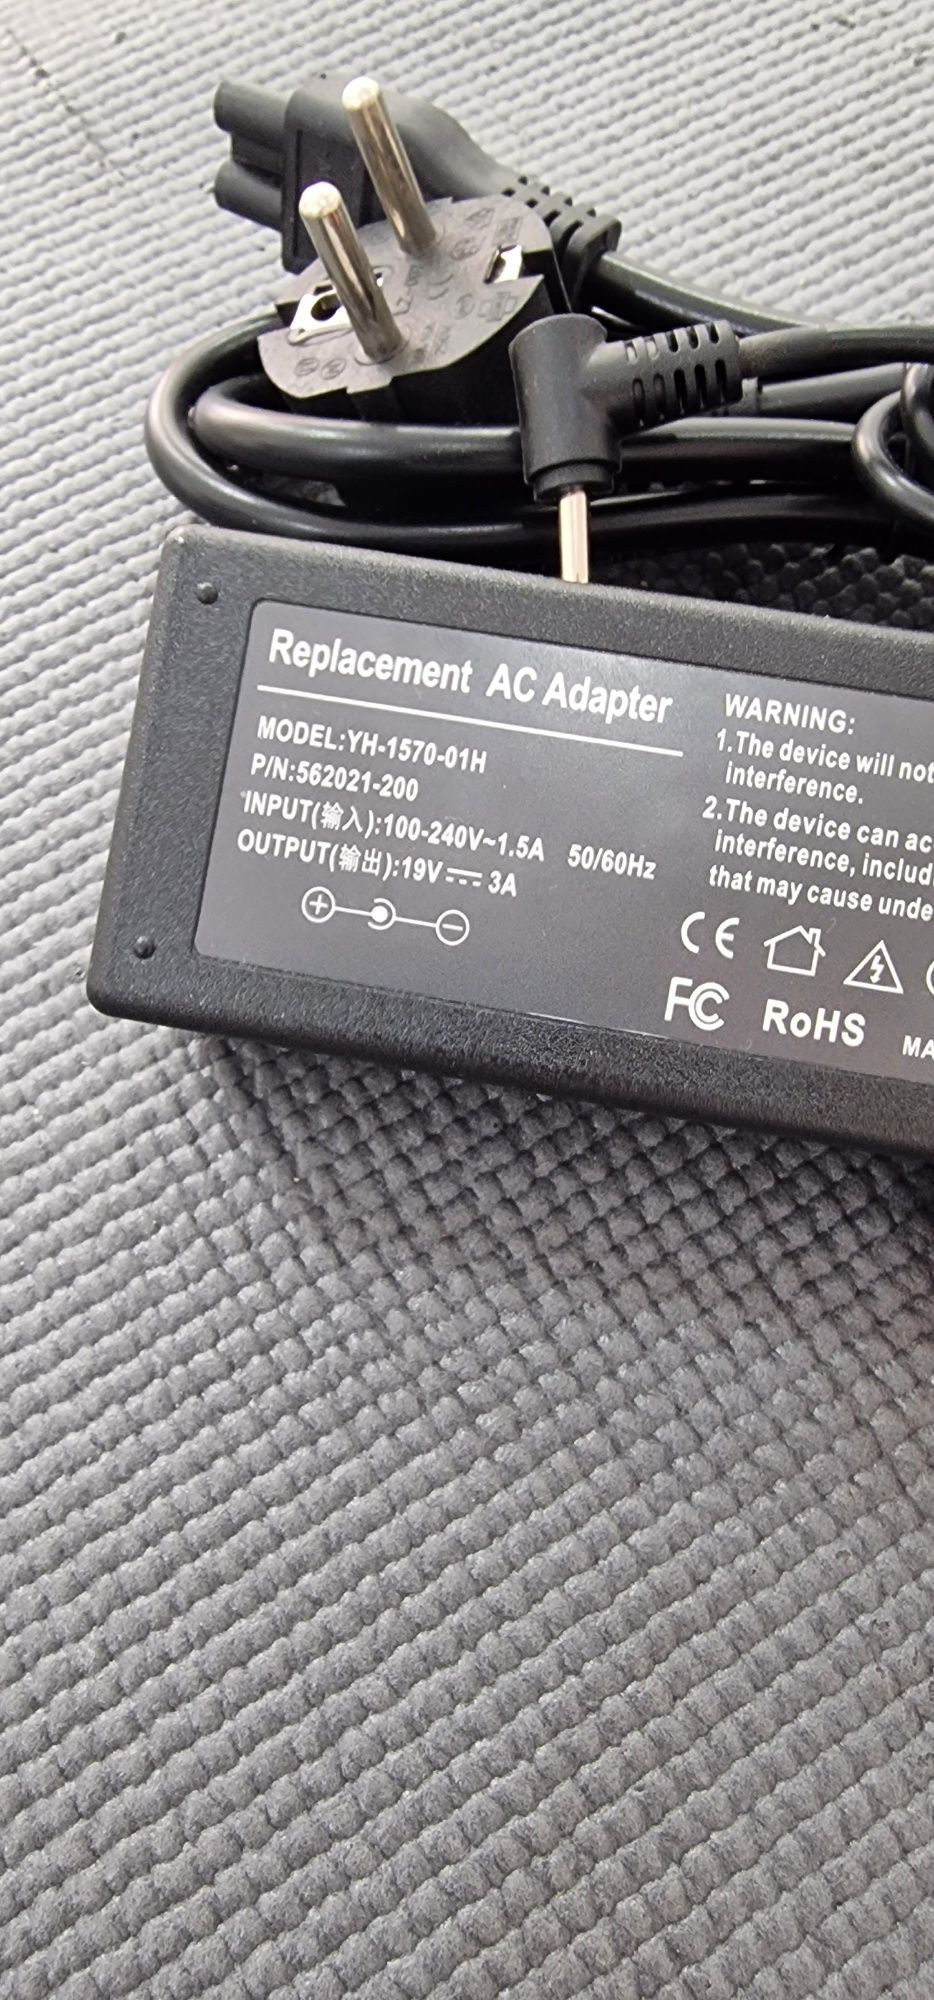 Replacement AC Adapter
MODEL:YH-1570-01H
P/N:562021-200
INPUT(输入):100-240V~1.5A 50/60Hz
OUTPUT(输出):19V⎓3A
WARNING:
1.The device will not
interference.
2.The device can ac
interference, includ
that may cause unde
CE
FC
RoHS
MA